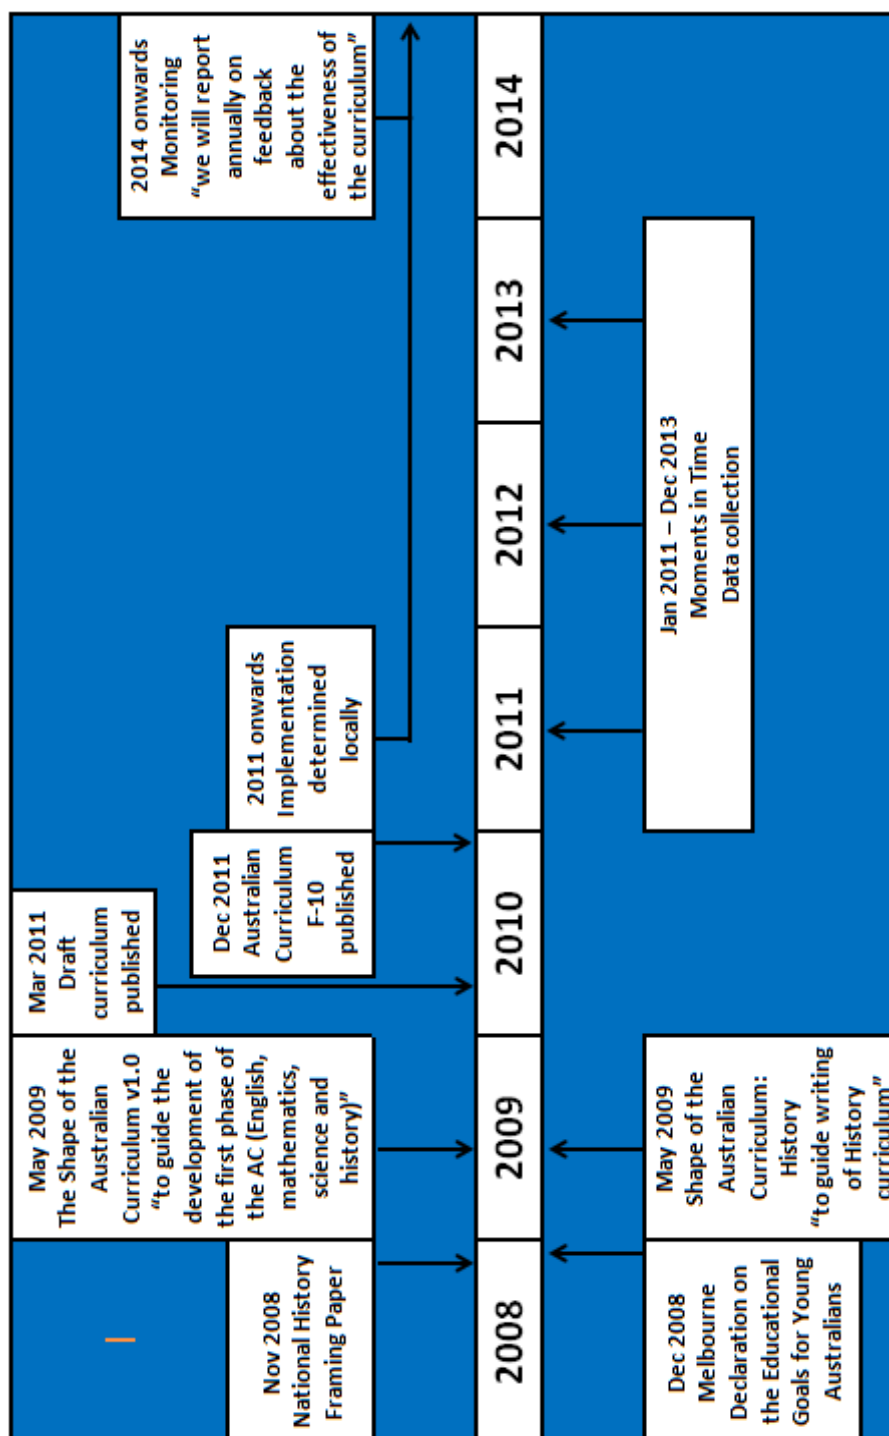 Nov 2008
National History
Framing Paper
May 2009
The Shape of the
Australian
Curriculum v1.0
“to guide the
development of
the first phase of
the AC (English,
mathematics,
science and
history)”
Mar 2011
Draft
curriculum
published
Dec 2011
Australian
Curriculum
F-10
published
2011 onwards
Implementation
determined
locally
2014 onwards
Monitoring
“we will report
annually on
feedback
about the
effectiveness of
the curriculum”
2008
2009
2010
2011
2012
2013
2014
Dec 2008
Melbourne
Declaration on
the Educational
Goals for Young
Australians
May 2009
Shape of the
Australian
Curriculum:
History
“to guide writing
of History
curriculum”
Jan 2011 – Dec 2013
Moments in Time
Data collection